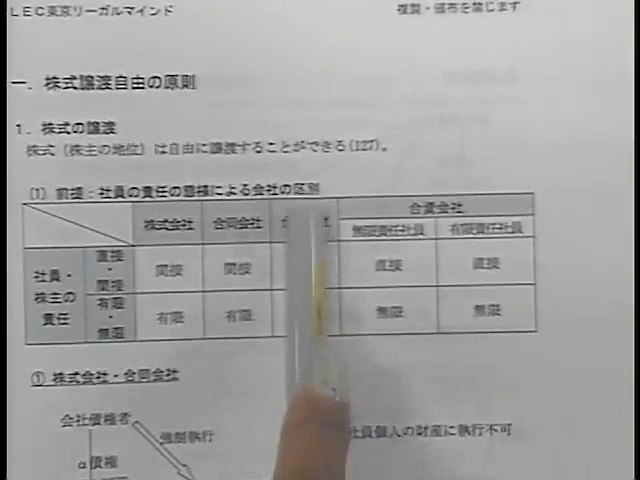 LEC東京リーガルマインド
複製・頒布を禁じます
一．株式譲渡自由の原則
1．株式の譲渡
株式（株主の地位）は自由に譲渡することができる(127)。
(1) 前提：社員の責任の態様による会社の区別
株式会社 合同会社 合 社 合資会社
無限責任社員 有限責任社員
社員・株主の責任
直接・間接 間接 間接 直接 直接
有限・無限 有限 有限 無限 無限
① 株式会社・合同会社
会社債権者
強制執行
社員個人の財産に執行不可
α債権